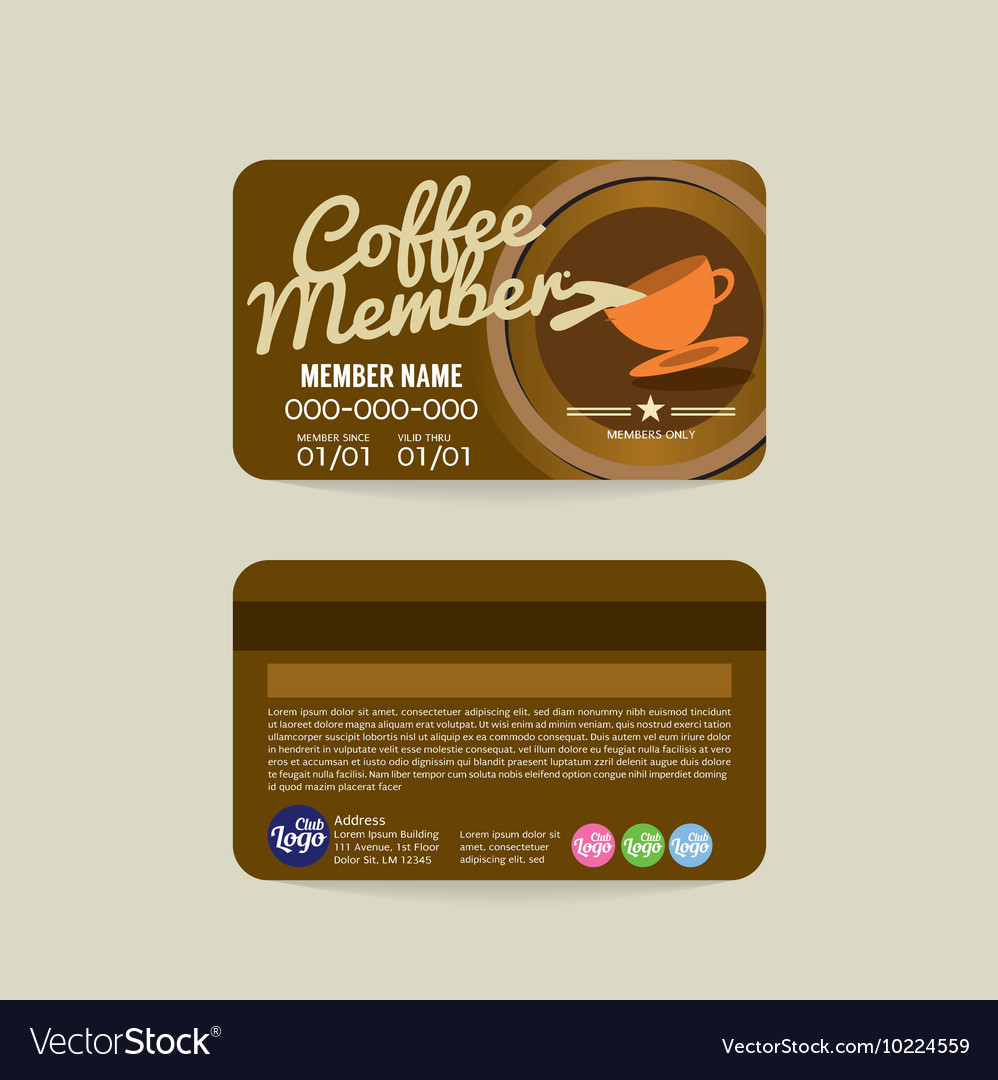 Coffee
Member
MEMBER NAME
000-000-000
MEMBER SINCE VILID THRU
01/01 01/01
MEMBERS ONLY
Lorem ipsum dolor sit amet, consectetuer adipiscing elit, sed diam nonummy nibh euismod tincidunt
ut laoreet dolore magna aliquam erat volutpat. Ut wisi enim ad minim veniam, quis nostrud exerci tation
ullamcorper suscipit lobortis nisl ut aliquip ex ea commodo consequat. Duis autem vel eum iriure dolor
in hendrerit in vulputate velit esse molestie consequat, vel illum dolore eu feugiat nulla facilisis at vero
eros et accumsan et iusto odio dignissim qui blandit praesent luptatum zzril delenit augue duis dolore
te feugait nulla facilisi. Nam liber tempor cum soluta nobis eleifend option congue nihil imperdiet doming
id quod mazim placerat facer
Club
Logo
Address
Lorem Ipsum Building
111 Avenue, 1st Floor
Dolor Sit, LM 12345
Lorem ipsum dolor sit
amet, consectetuer
adipiscing elit, sed
Club
Logo
Club
Logo
Club
Logo
VectorStock®
VectorStock.com/10224559